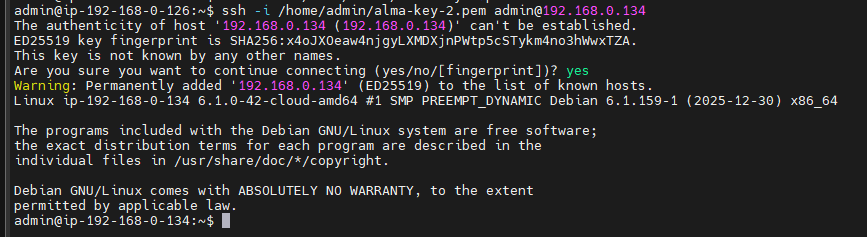 admin@ip-192-168-0-126:~$ ssh -i /home/admin/alma-key-2.pem admin@192.168.0.134
The authenticity of host '192.168.0.134 (192.168.0.134)' can't be established.
ED25519 key fingerprint is SHA256:x4oJXOeaw4njgyLXMDXjnPWtp5cSTykm4no3hWwxTZA.
This key is not known by any other names.
Are you sure you want to continue connecting (yes/no/[fingerprint])? yes
Warning: Permanently added '192.168.0.134' (ED25519) to the list of known hosts.
Linux ip-192-168-0-134 6.1.0-42-cloud-amd64 #1 SMP PREEMPT_DYNAMIC Debian 6.1.159-1 (2025-12-30) x86_64
The programs included with the Debian GNU/Linux system are free software;
the exact distribution terms for each program are described in the
individual files in /usr/share/doc/*/copyright.
Debian GNU/Linux comes with ABSOLUTELY NO WARRANTY, to the extent
permitted by applicable law.
admin@ip-192-168-0-134:~$